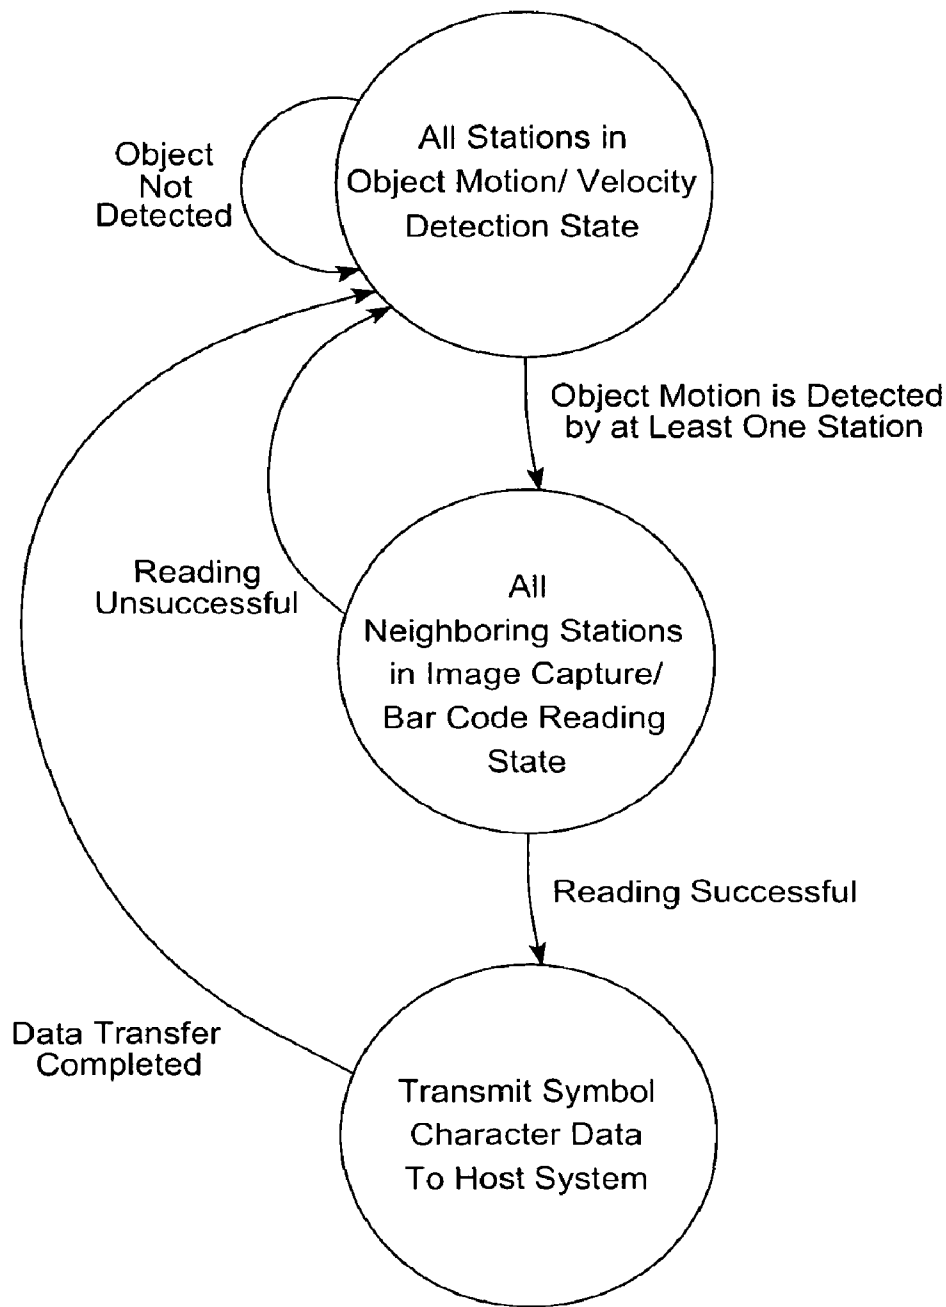 All Stations in
Object Motion/ Velocity
Detection State
Object
Not
Detected
Object Motion is Detected
by at Least One Station
Reading
Unsuccessful
All
Neighboring Stations
in Image Capture/
Bar Code Reading
State
Reading Successful
Data Transfer
Completed
Transmit Symbol
Character Data
To Host System